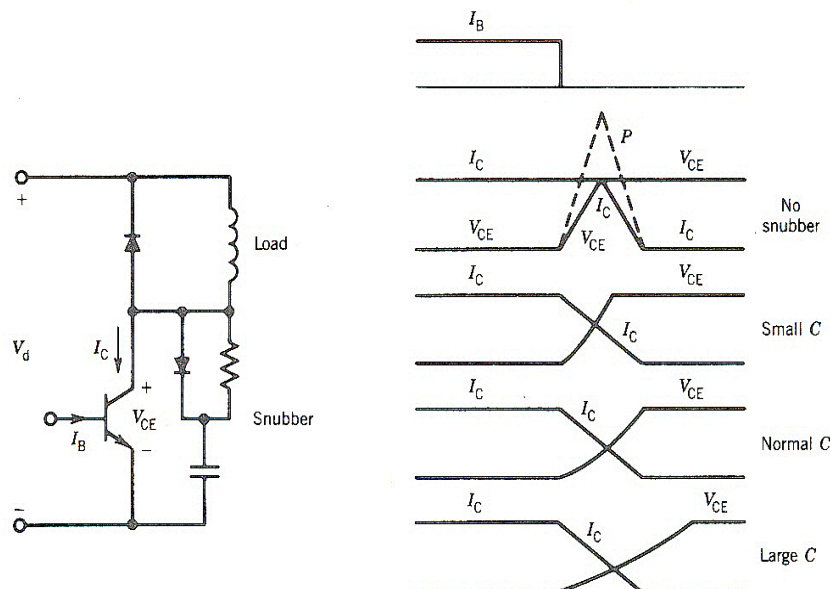 +
Load
V_d
I_C
+
V_CE
I_B
−
Snubber
−
I_B
P
I_C
V_CE
I_C
V_CE
V_CE
I_C
No
snubber
I_C
V_CE
I_C
Small C
I_C
I_C
V_CE
Normal C
I_C
I_C
V_CE
Large C